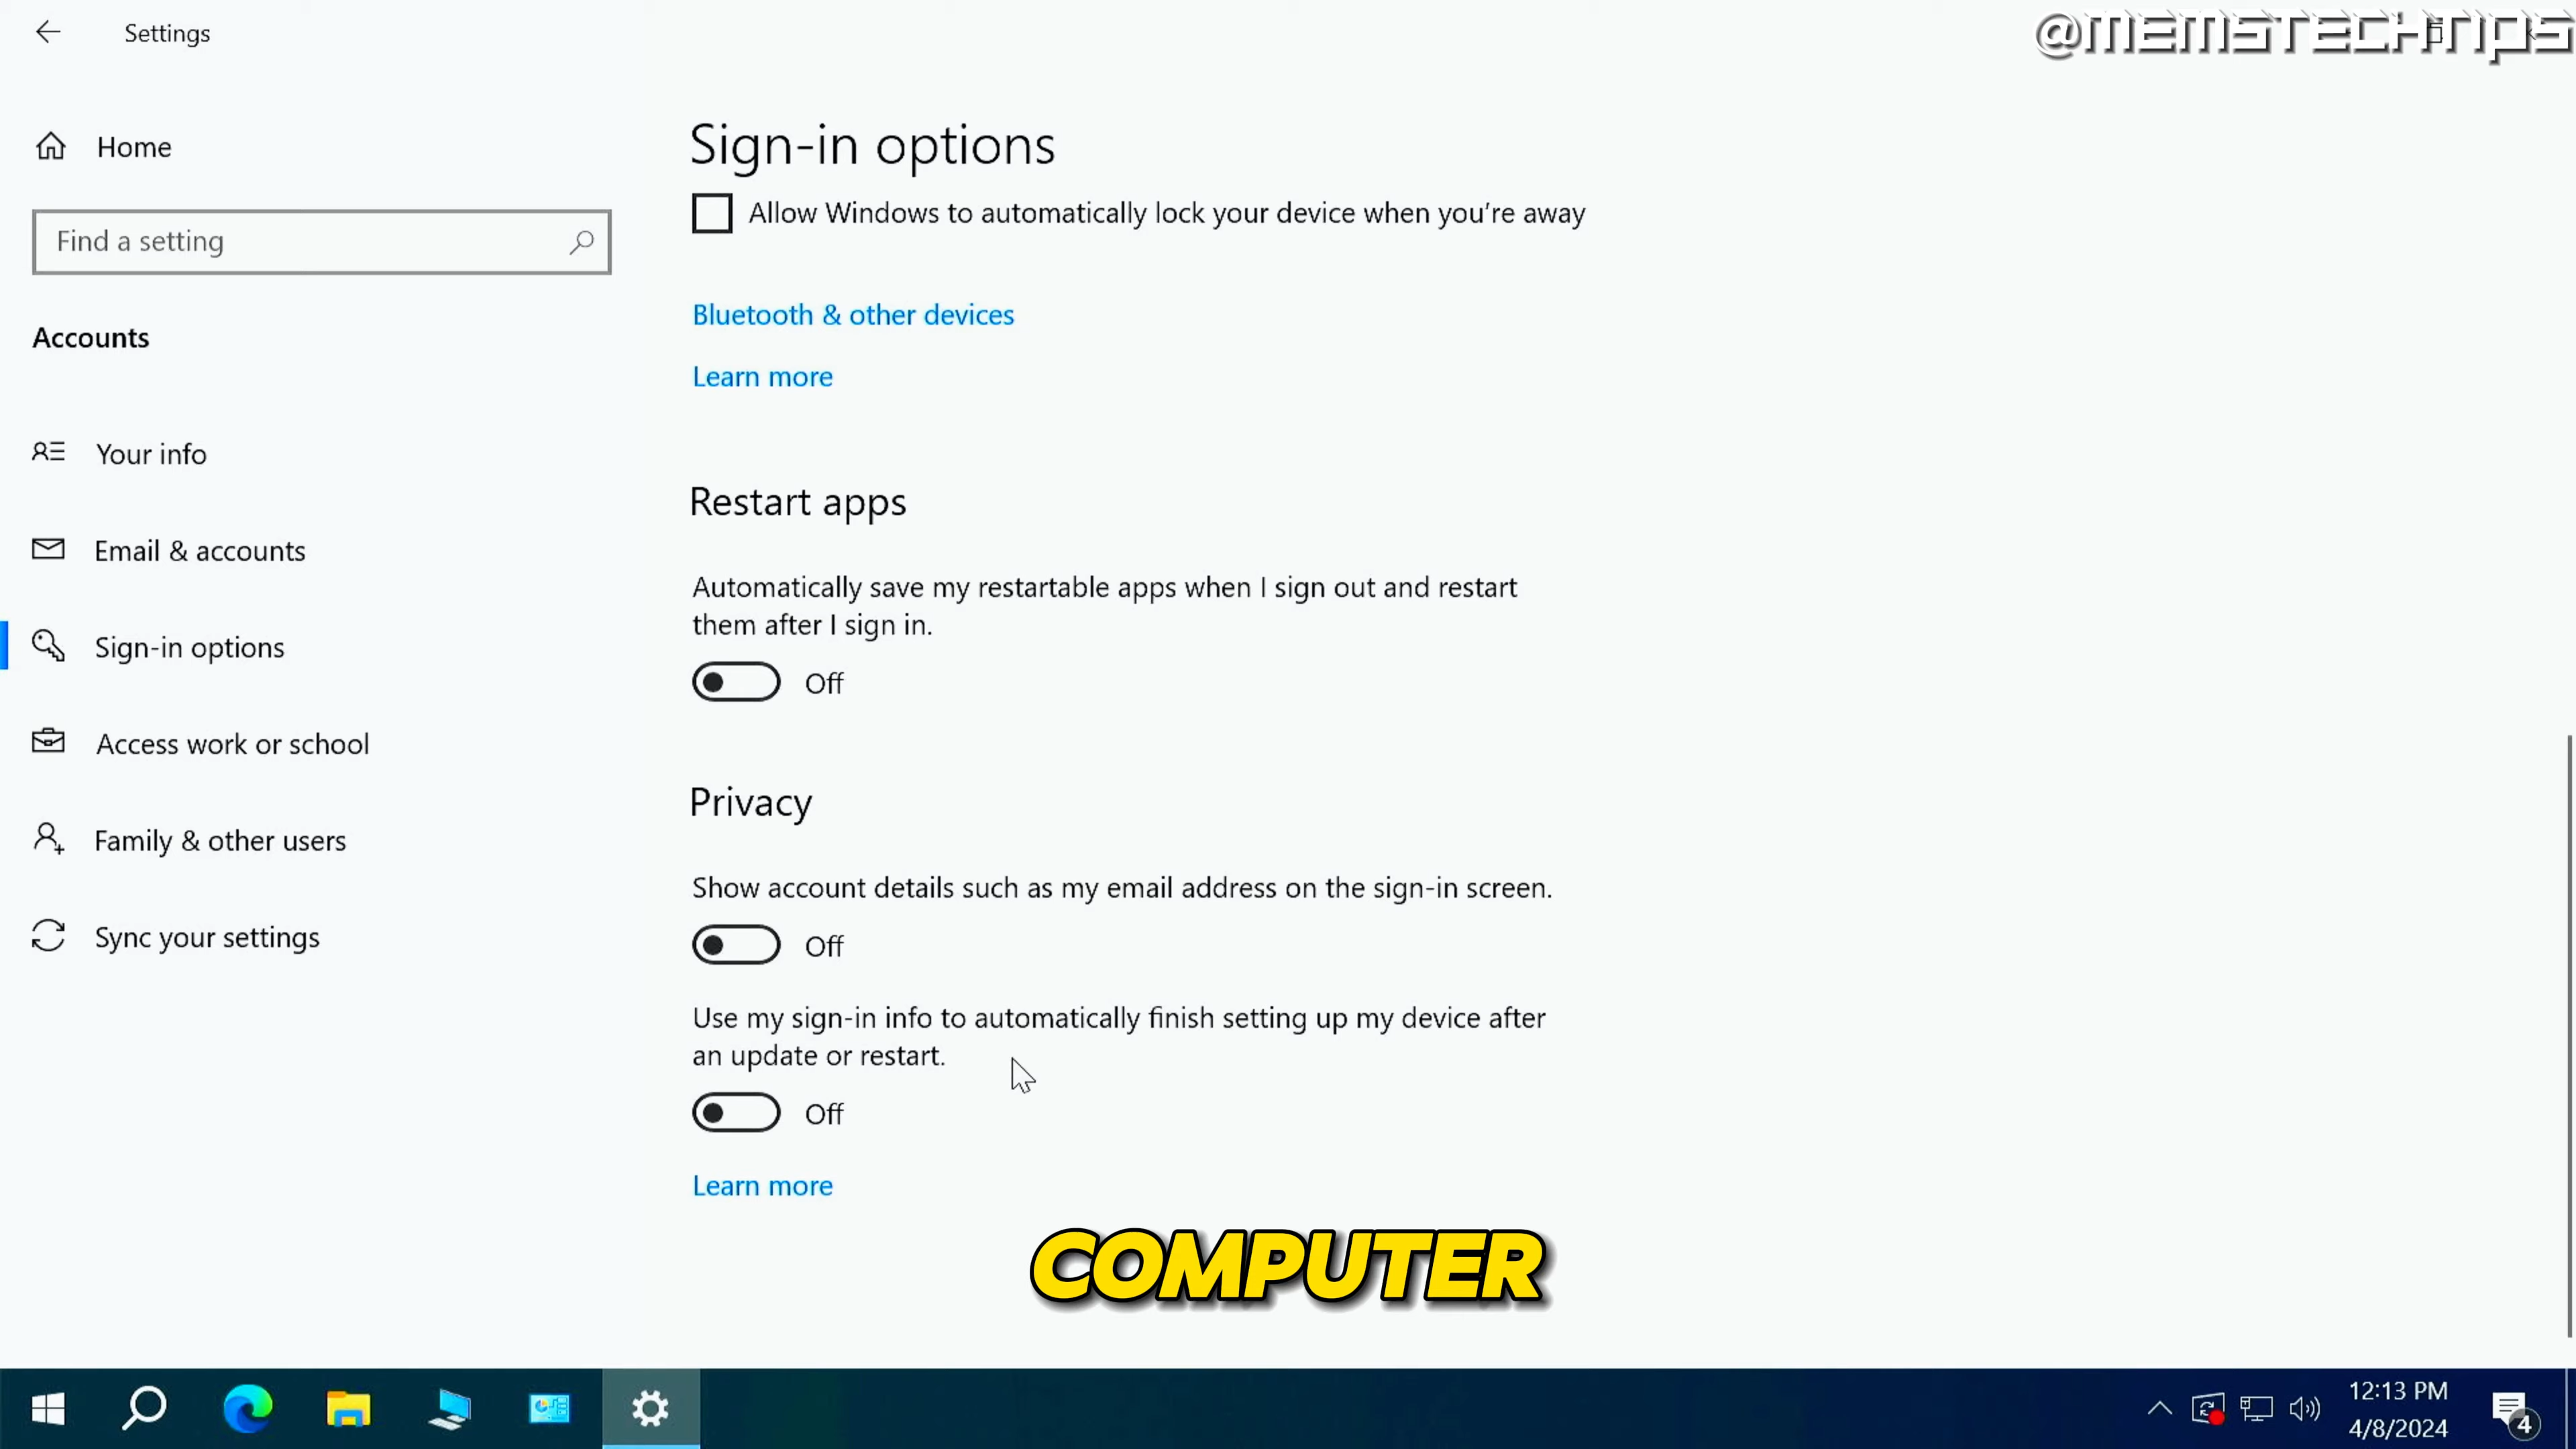 Settings
@MEMSTECHTIPS
Home
Find a setting
Accounts
Your info
Email & accounts
Sign-in options
Access work or school
Family & other users
Sync your settings
Sign-in options
Allow Windows to automatically lock your device when you're away
Bluetooth & other devices
Learn more
Restart apps
Automatically save my restartable apps when I sign out and restart
them after I sign in.
Off
Privacy
Show account details such as my email address on the sign-in screen.
Off
Use my sign-in info to automatically finish setting up my device after
an update or restart.
Off
Learn more
COMPUTER
12:13 PM
4/8/2024
4